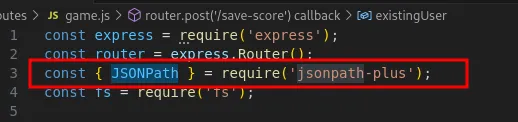 outes > JS game.js > router.post('/save-score') callback > existingUser
1 const express = require('express');
2 const router = express.Router();
3 const { JSONPath } = require('jsonpath-plus');
4 const fs = require('fs');
5